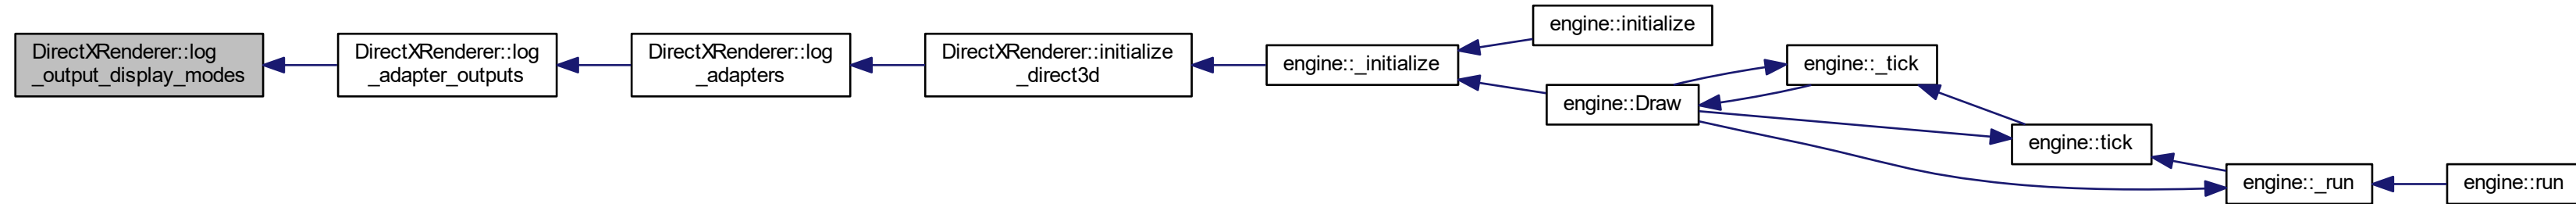 DirectXRenderer::log
_output_display_modes
DirectXRenderer::log
_adapter_outputs
DirectXRenderer::log
_adapters
DirectXRenderer::initialize
_direct3d
engine::_initialize
engine::initialize
engine::Draw
engine::_tick
engine::tick
engine::_run
engine::run